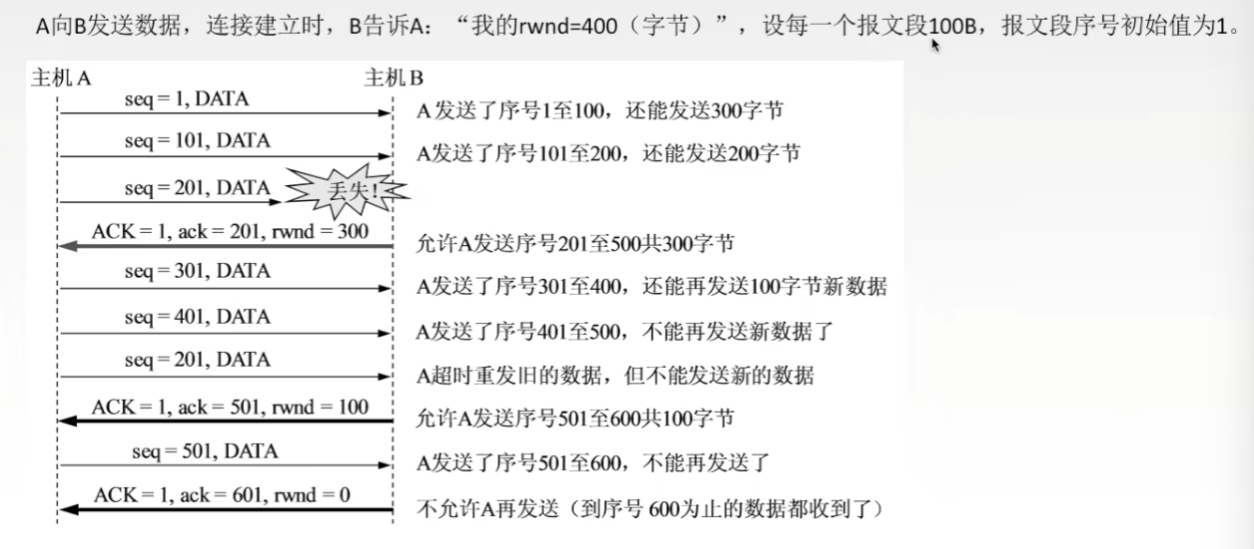 A向B发送数据，连接建立时，B告诉A：“我的rwnd=400（字节）”，设每一个报文段100B，报文段序号初始值为1。
主机 A 主机 B
seq = 1, DATA A 发送了序号1至100，还能发送300字节
seq = 101, DATA A发送了序号101至200，还能发送200字节
seq = 201, DATA 丢失!
ACK = 1, ack = 201, rwnd = 300 允许A发送序号201至500共300字节
seq = 301, DATA A发送了序号301至400，还能再发送100字节新数据
seq = 401, DATA A发送了序号401至500，不能再发送新数据了
seq = 201, DATA A超时重发旧的数据，但不能发送新的数据
ACK = 1, ack = 501, rwnd = 100 允许A发送序号501至600共100字节
seq = 501, DATA A发送了序号501至600，不能再发送了
ACK = 1, ack = 601, rwnd = 0 不允许A再发送（到序号 600为止的数据都收到了）